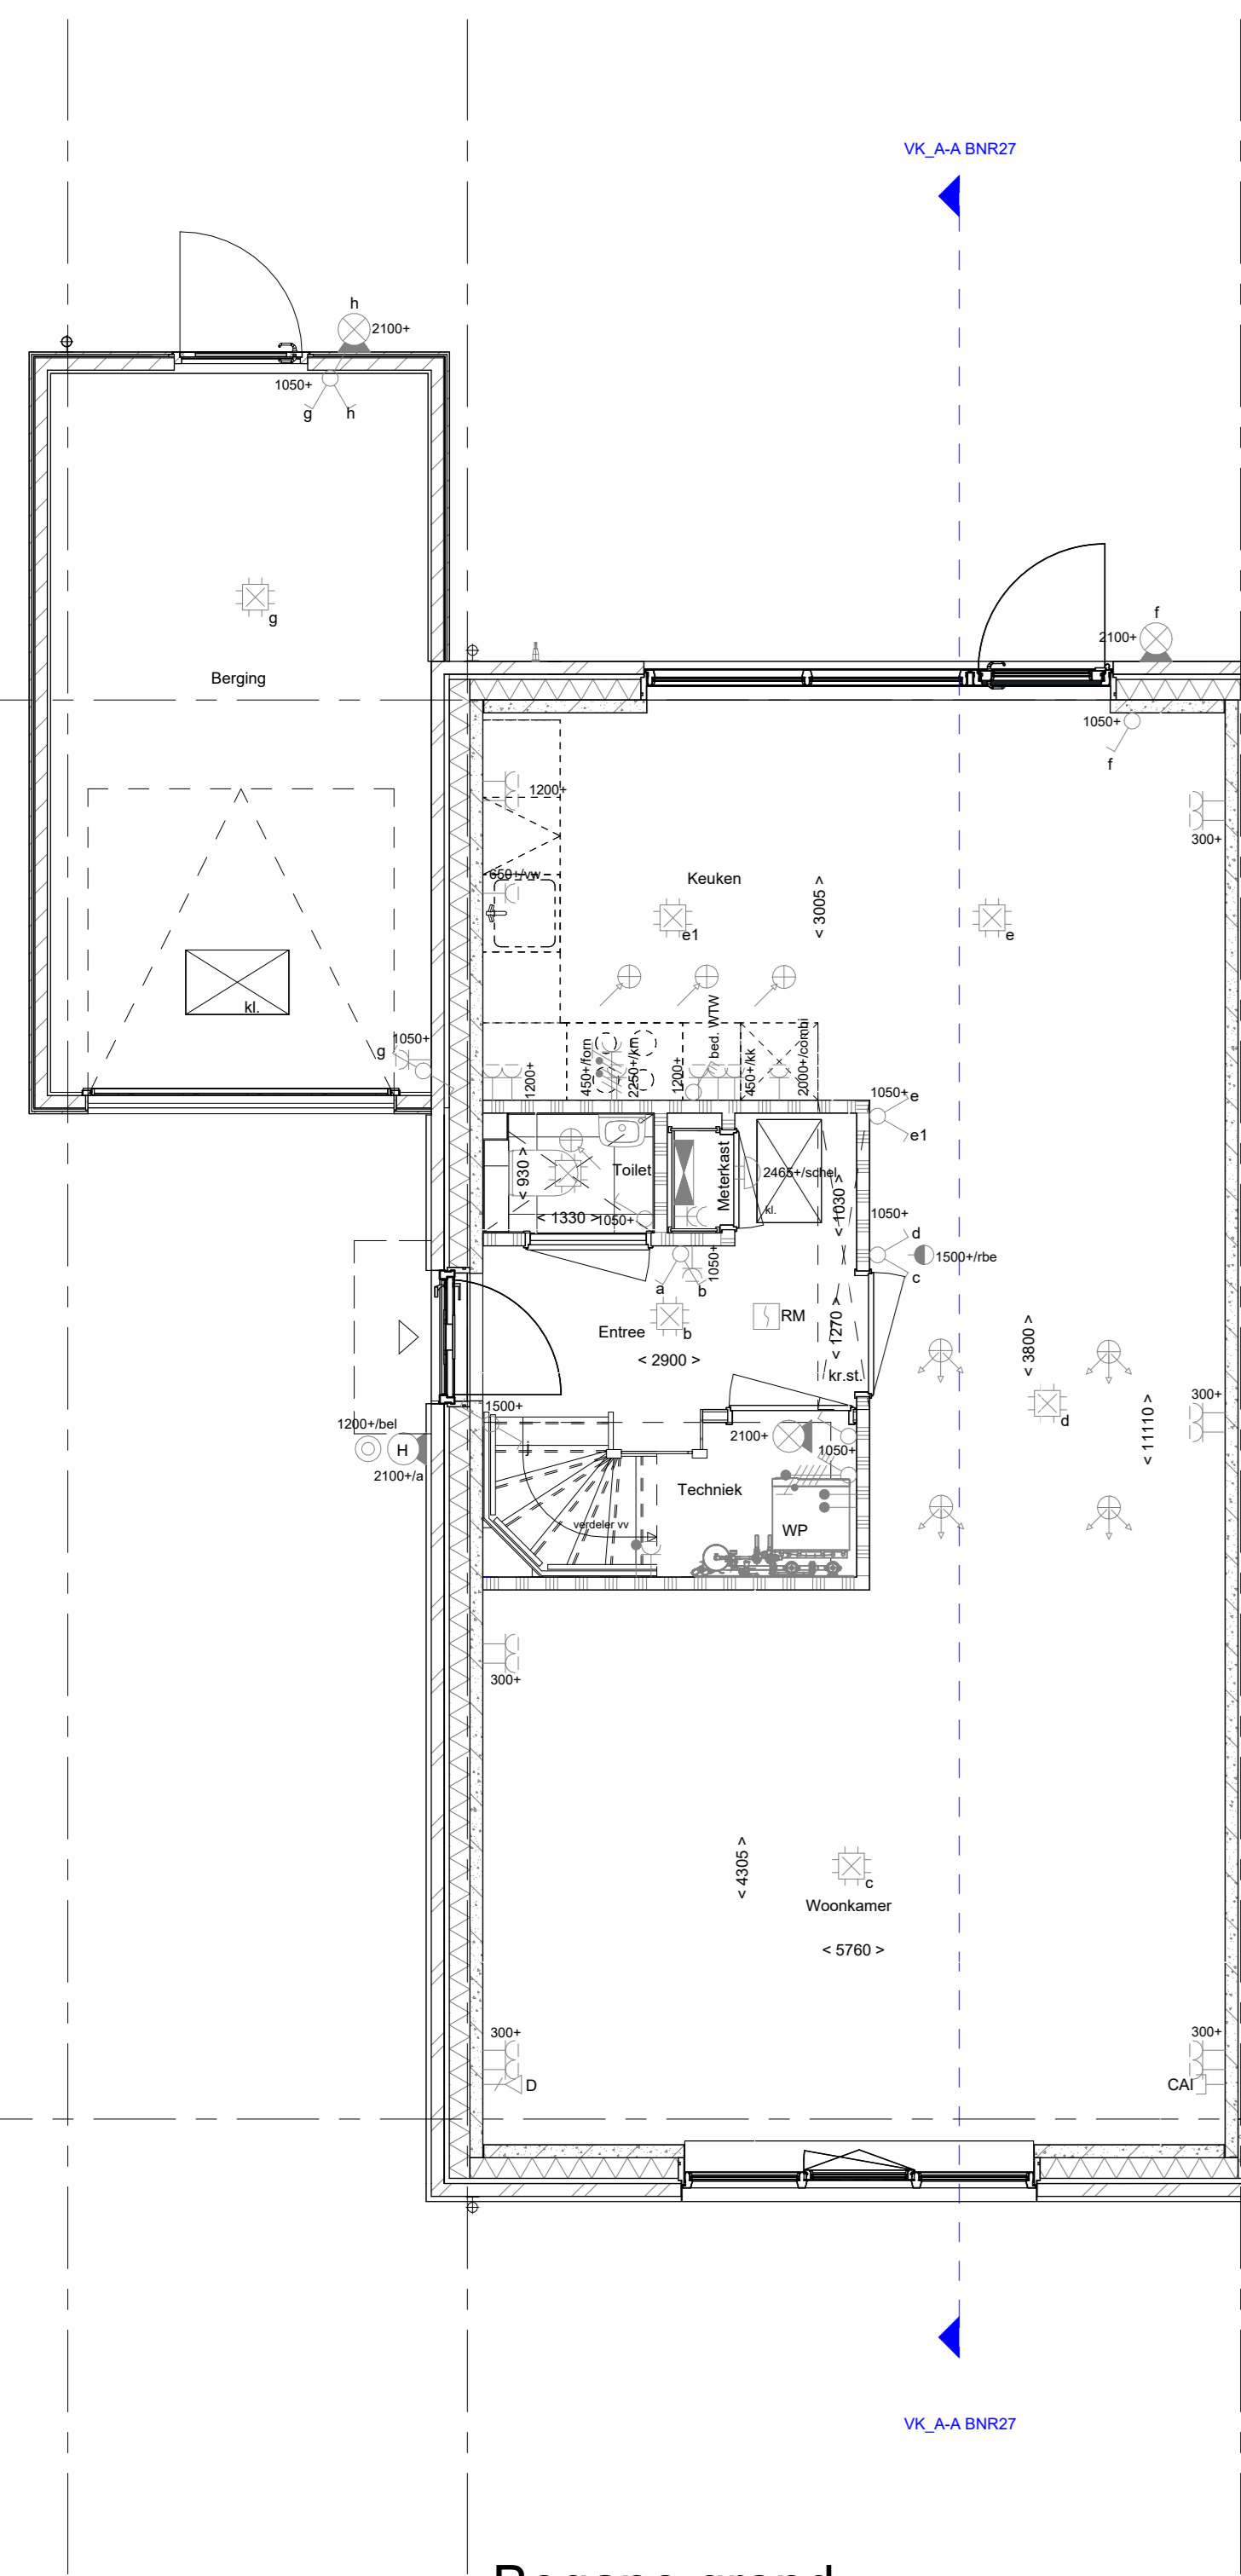 VK_A-A BNR27
h
2100+
1050+
g
h
g
f
2100+
Berging
1050+
f
1200+
300+
650+/vw
Keuken
< 3005 >
e1
e
kl.
bed. WTW
1050+
g
1200+
450+/forn
2250+/km
1200+
450+/kk
2000+/combi
1050+
e
e1
Toilet
Meterkast
2465+/schel
< 930 >
< 1030 >
kl.
< 1330 >
1050+
1050+
d
1500+/rbe
c
1050+
a
b
RM
Entree
b
< 1270 >
< 2900 >
< 3800 >
kr.st.
300+
d
< 11110 >
1500+
1200+/bel
H
2100+/a
j
2100+
1050+
Techniek
verdeler vv
WP
300+
< 4305 >
c
Woonkamer
< 5760 >
300+
300+
D
CAI
VK_A-A BNR27